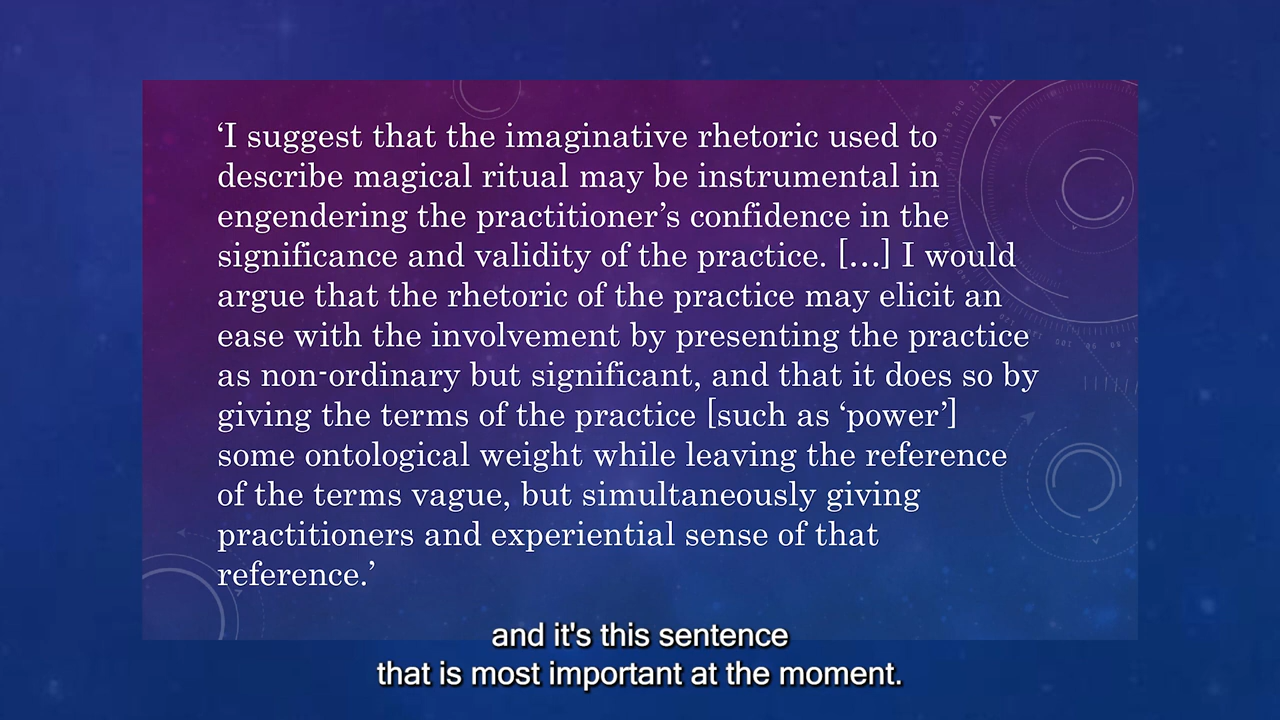 ‘I suggest that the imaginative rhetoric used to
describe magical ritual may be instrumental in
engendering the practitioner’s confidence in the
significance and validity of the practice. […] I would
argue that the rhetoric of the practice may elicit an
ease with the involvement by presenting the practice
as non-ordinary but significant, and that it does so by
giving the terms of the practice [such as ‘power’]
some ontological weight while leaving the reference
of the terms vague, but simultaneously giving
practitioners and experiential sense of that
reference.’
and it's this sentence
that is most important at the moment.